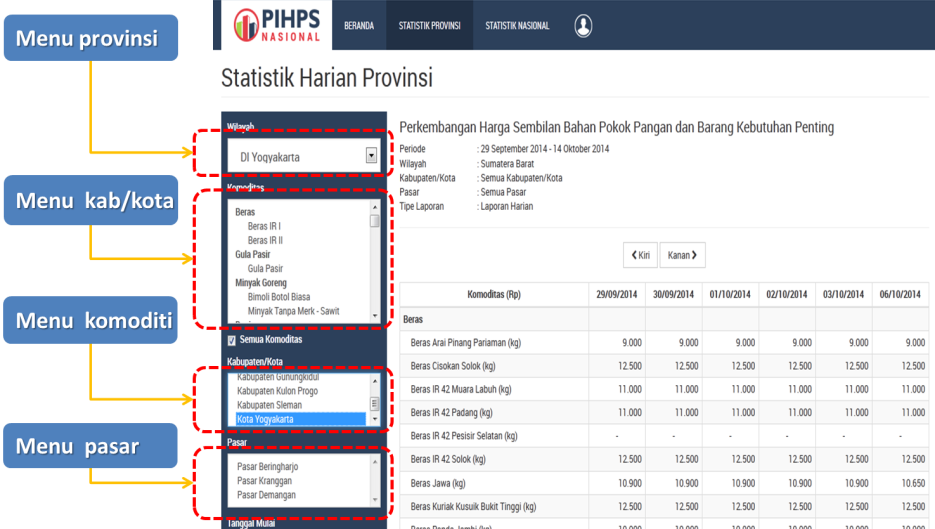 Menu provinsi
Menu kab/kota
Menu komoditi
Menu pasar
PIHPS
NASIONAL
BERANDA
STATISTIK PROVINSI
STATISTIK NASIONAL
Statistik Harian Provinsi
Wilayah
DI Yogyakarta
Komoditas
Beras
Beras IR I
Beras IR II
Gula Pasir
Gula Pasir
Minyak Goreng
Bimoli Botol Biasa
Minyak Tanpa Merk - Sawit
Semua Komoditas
Kabupaten/Kota
Kabupaten Gunungkidul
Kabupaten Kulon Progo
Kabupaten Sleman
Kota Yogyakarta
Pasar
Pasar Beringharjo
Pasar Kranggan
Pasar Demangan
Tanggal Mulai
Perkembangan Harga Sembilan Bahan Pokok Pangan dan Barang Kebutuhan Penting
Periode : 29 September 2014 - 14 Oktober 2014
Wilayah : Sumatera Barat
Kabupaten/Kota : Semua Kabupaten/Kota
Pasar : Semua Pasar
Tipe Laporan : Laporan Harian
Kiri Kanan
Komoditas (Rp) 29/09/2014 30/09/2014 01/10/2014 02/10/2014 03/10/2014 06/10/2014
Beras
Beras Arai Pinang Pariaman (kg) 9.000 9.000 9.000 9.000 9.000 9.000
Beras Cisokan Solok (kg) 12.500 12.500 12.500 12.500 12.500 12.500
Beras IR 42 Muara Labuh (kg) 11.000 11.000 11.000 11.000 11.000 11.000
Beras IR 42 Padang (kg) 11.000 11.000 11.000 11.000 11.000 11.000
Beras IR 42 Pesisir Selatan (kg) - - - - - -
Beras IR 42 Solok (kg) 12.500 12.500 12.500 12.500 12.500 12.500
Beras Jawa (kg) 10.900 10.900 10.900 10.900 10.900 10.650
Beras Kuriak Kusuik Bukit Tinggi (kg) 12.500 12.500 12.500 12.500 12.500 12.500